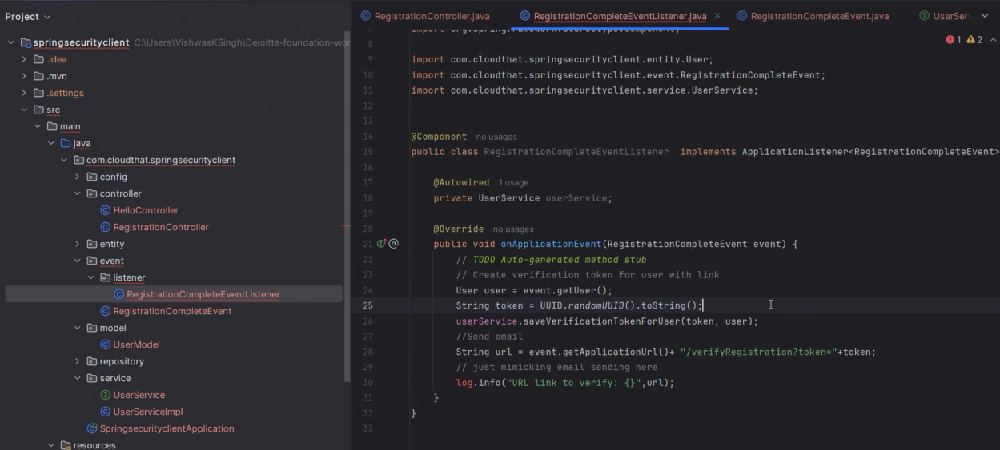 Project
springsecurityclient C:\Users\VishwasKSingh\Deloitte-foundation-wor
.idea
.mvn
.settings
src
main
java
com.cloudthat.springsecurityclient
config
controller
HelloController
RegistrationController
entity
event
listener
RegistrationCompleteEventListener
RegistrationCompleteEvent
model
UserModel
repository
service
UserService
UserServiceImpl
SpringsecurityclientApplication
resources
RegistrationController.java RegistrationCompleteEventListener.java RegistrationCompleteEvent.java UserSer
1 2
8
9 import com.cloudthat.springsecurityclient.entity.User;
10 import com.cloudthat.springsecurityclient.event.RegistrationCompleteEvent;
11 import com.cloudthat.springsecurityclient.service.UserService;
12
13
14 @Component no usages
15 public class RegistrationCompleteEventListener implements ApplicationListener<RegistrationCompleteEvent>
16
17 @Autowired 1 usage
18 private UserService userService;
19
20 @Override no usages
21 @ public void onApplicationEvent(RegistrationCompleteEvent event) {
22 // TODO Auto-generated method stub
23 // Create verification token for user with link
24 User user = event.getUser();
25 String token = UUID.randomUUID().toString();
26 userService.saveVerificationTokenForUser(token, user);
27 //Send email
28 String url = event.getApplicationUrl()+ "/verifyRegistration?token="+token;
29 // just mimicking email sending here
30 log.info("URL link to verify: {}",url);
31 }
32 }
33